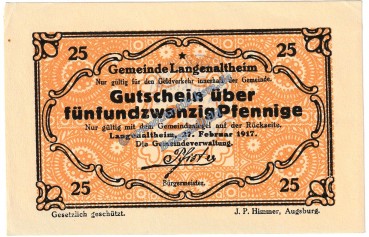 25 25
Gemeinde Langenaltheim
Nur gültig für den Geldverkehr innerhalb der Gemeinde.
Gutschein über
fünfundzwanzig Pfennige
Nur gültig mit dem Gemeindesiegel auf der Rückseite.
Langenaltheim, 27. Februar 1917.
Die Gemeindeverwaltung.
Bürgermeister.
25 25
Gesetzlich geschützt. J. P. Himmer, Augsburg.